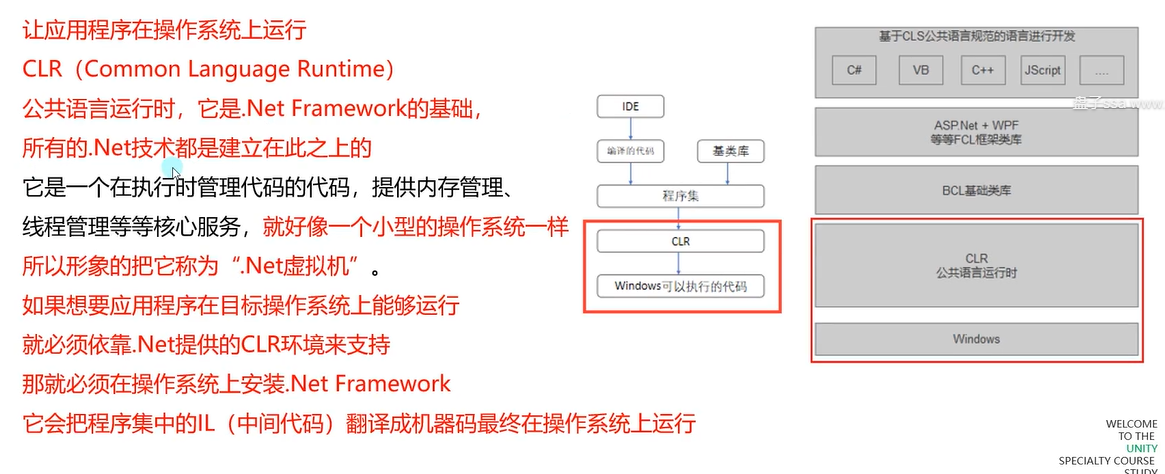 让应用程序在操作系统上运行
CLR（Common Language Runtime）
公共语言运行时，它是.Net Framework的基础，
所有的.Net技术都是建立在此之上的
它是一个在执行时管理代码的代码，提供内存管理、
线程管理等等核心服务，就好像一个小型的操作系统一样
所以形象的把它称为“.Net虚拟机”。
如果想要应用程序在目标操作系统上能够运行
就必须依靠.Net提供的CLR环境来支持
那就必须在操作系统上安装.Net Framework
它会把程序集中的IL（中间代码）翻译成机器码最终在操作系统上运行
IDE
编译的代码
基类库
程序集
CLR
Windows可以执行的代码
基于CLS公共语言规范的语言进行开发
C#
VB
C++
JScript
....
ASP.Net + WPF
等等FCL框架类库
BCL基础类库
CLR
公共语言运行时
Windows
WELCOME
TO THE
UNITY
SPECIALTY COURSE
STUDY